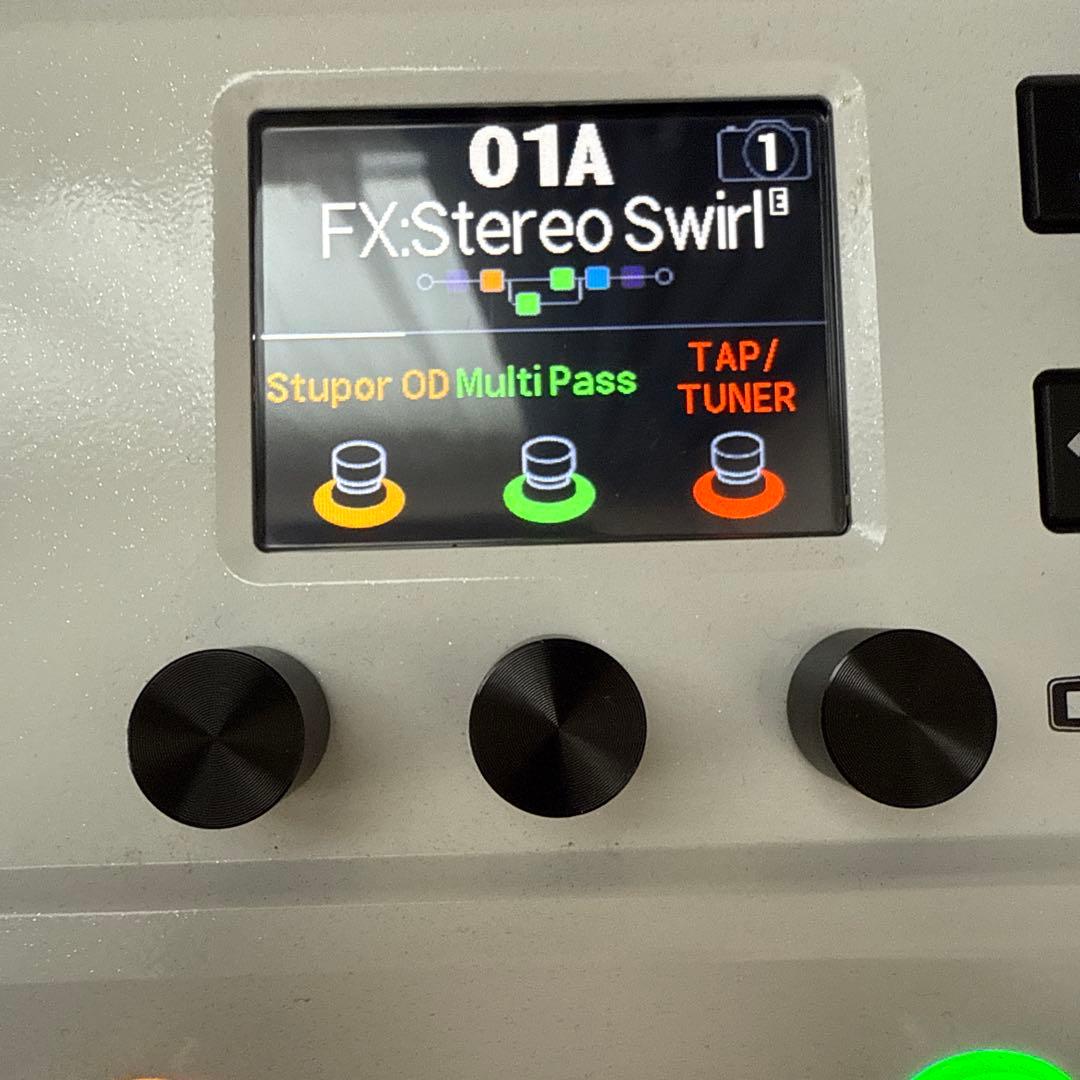 01A
1
FX:Stereo Swirl E
Stupor OD
Multi Pass
TAP/
TUNER